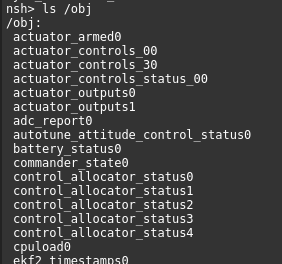 nsh> ls /obj
/obj:
actuator_armed0
actuator_controls_00
actuator_controls_30
actuator_controls_status_00
actuator_outputs0
actuator_outputs1
adc_report0
autotune_attitude_control_status0
battery_status0
commander_state0
control_allocator_status0
control_allocator_status1
control_allocator_status2
control_allocator_status3
control_allocator_status4
cpuload0
ekf2_timestamps0